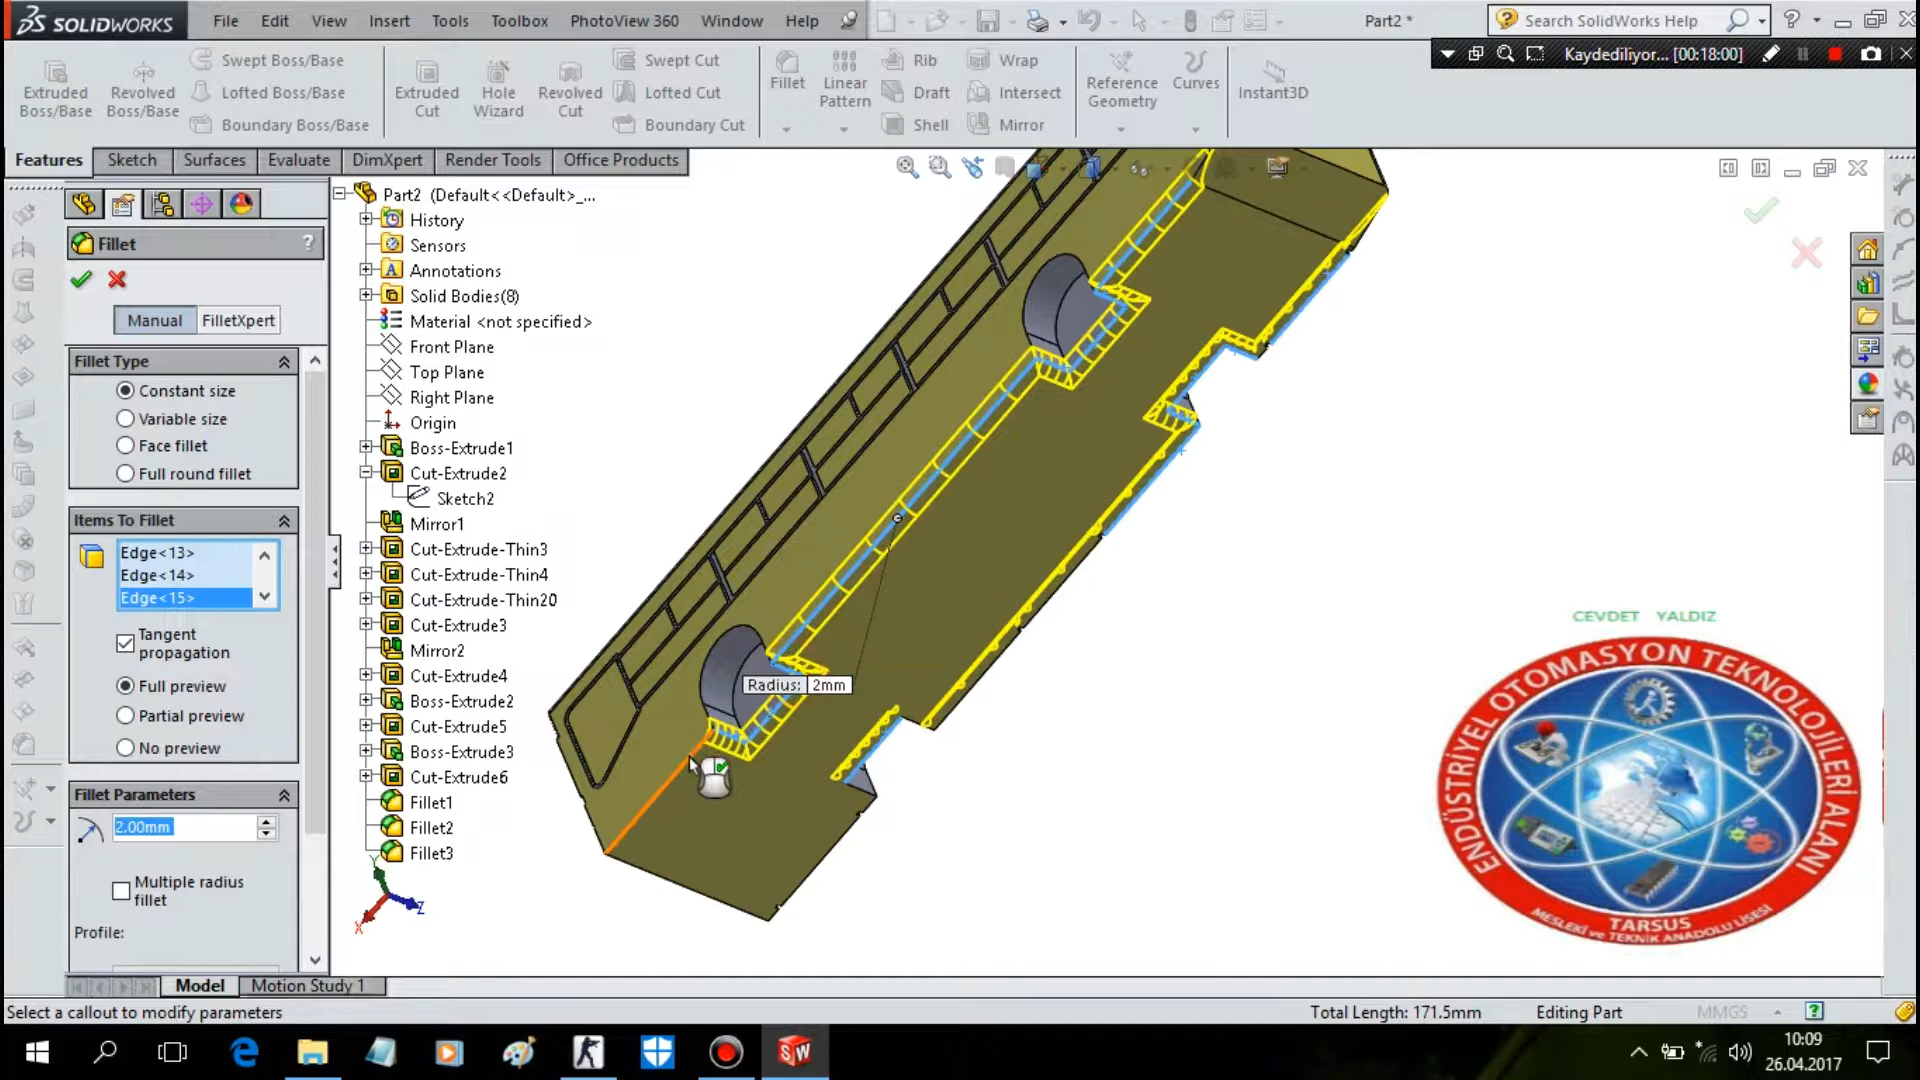 SOLIDWORKS
File Edit View Insert Tools Toolbox PhotoView 360 Window Help
Part2 *
Search SolidWorks Help
Kaydediliyor... [00:18:00]
Extruded Boss/Base
Revolved Boss/Base
Swept Boss/Base
Lofted Boss/Base
Boundary Boss/Base
Extruded Cut
Hole Wizard
Revolved Cut
Swept Cut
Lofted Cut
Boundary Cut
Fillet
Linear Pattern
Rib
Draft
Shell
Wrap
Intersect
Mirror
Reference Geometry
Curves
Instant3D
Features Sketch Surfaces Evaluate DimXpert Render Tools Office Products
Fillet
?
Manual FilletXpert
Fillet Type
Constant size
Variable size
Face fillet
Full round fillet
Items To Fillet
Edge<13>
Edge<14>
Edge<15>
Tangent
propagation
Full preview
Partial preview
No preview
Fillet Parameters
2.00mm
Multiple radius
fillet
Profile:
Part2 (Default<<Default>_...
History
Sensors
Annotations
Solid Bodies(8)
Material <not specified>
Front Plane
Top Plane
Right Plane
Origin
Boss-Extrude1
Cut-Extrude2
Sketch2
Mirror1
Cut-Extrude-Thin3
Cut-Extrude-Thin4
Cut-Extrude-Thin20
Cut-Extrude3
Mirror2
Cut-Extrude4
Boss-Extrude2
Cut-Extrude5
Boss-Extrude3
Cut-Extrude6
Fillet1
Fillet2
Fillet3
Y
Z
X
Radius: 2mm
CEVDET YALDIZ
ENDÜSTRİYEL OTOMASYON TEKNOLOJİLERİ ALANI
TARSUS
MESLEKİ ve TEKNİK ANADOLU LİSESİ
Model Motion Study 1
Select a callout to modify parameters
Total Length: 171.5mm
Editing Part
MMGS
10:09
26.04.2017